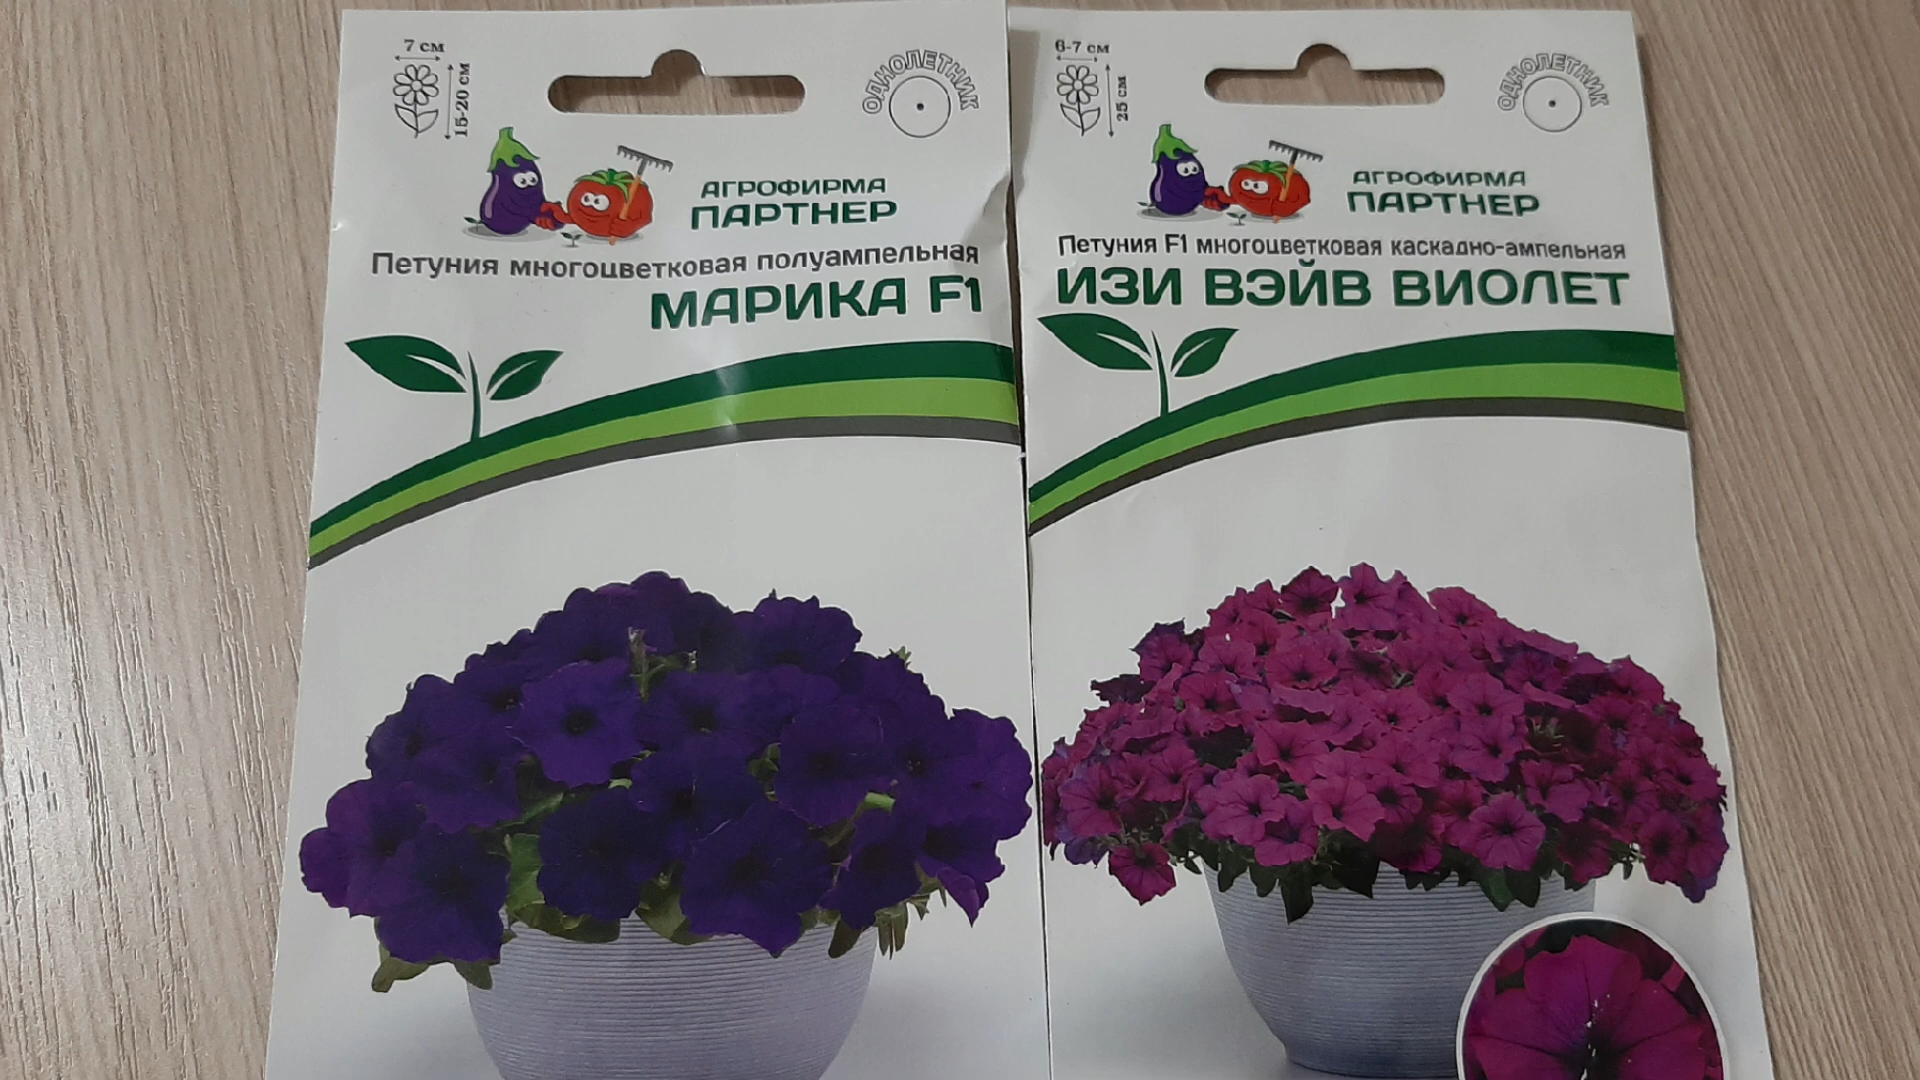 7 см
15-20 см
ОДНОЛЕТНИК
АГРОФИРМА
ПАРТНЕР
Петуния многоцветковая полуампельная
МАРИКА F1
6-7 см
25 см
ОДНОЛЕТНИК
АГРОФИРМА
ПАРТНЕР
Петуния F1 многоцветковая каскадно-ампельная
ИЗИ ВЭЙВ ВИОЛЕТ